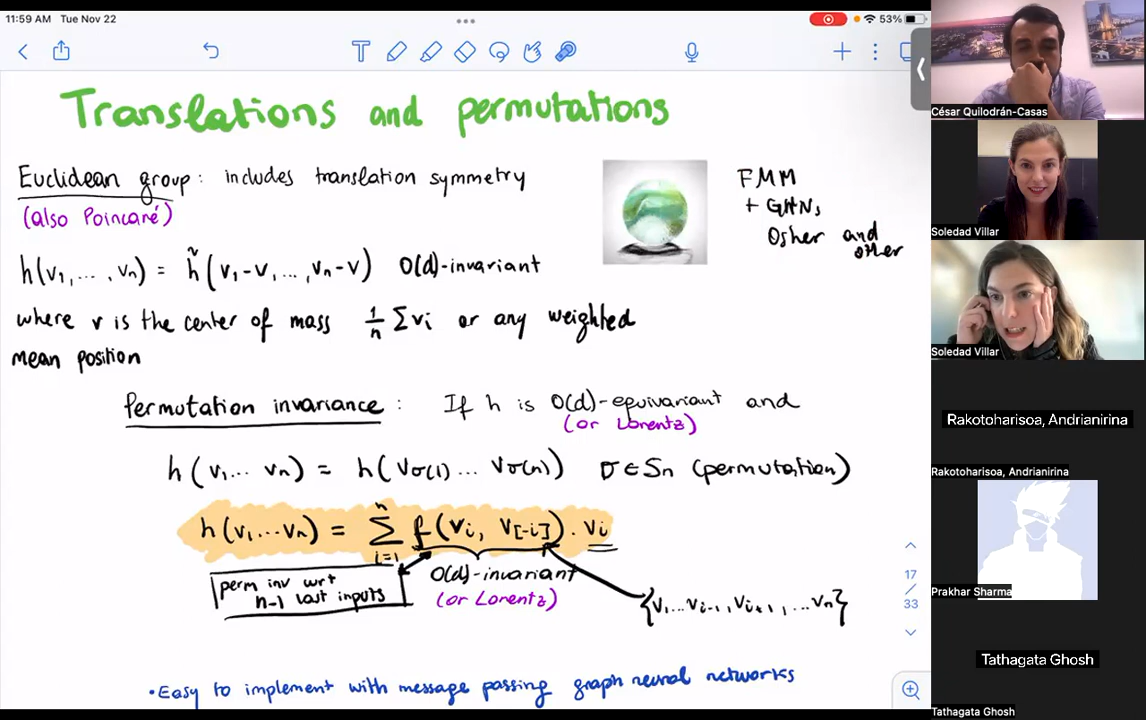 11:59 AM Tue Nov 22
53%
Translations and permutations
Euclidean group: includes translation symmetry
(also Poincaré)
FMM
+ GNNs
Osher and
other
h(v₁, ... , vₙ) = h̃(v₁-v, ... , vₙ-v) O(d)-invariant
where v is the center of mass 1/n Σvᵢ or any weighted
mean position
Permutation invariance: If h is O(d)-equivariant and
(or Lorentz)
h(v₁... vₙ) = h(vσ(1) ... vσ(n)) σ∈Sₙ (permutation)
h(v₁...vₙ) = Σᵢ₌₁ⁿ f(vᵢ, v[-i]) · vᵢ
perm inv wrt
n-1 last inputs
O(d)-invariant
(or Lorentz)
{v₁...vᵢ₋₁, vᵢ₊₁, ...vₙ}
• Easy to implement with message passing graph neural networks
17
/
33
César Quilodrán-Casas
Soledad Villar
Soledad Villar
Rakotoharisoa, Andrianirina
Rakotoharisoa, Andrianirina
Prakhar Sharma
Tathagata Ghosh
Tathagata Ghosh